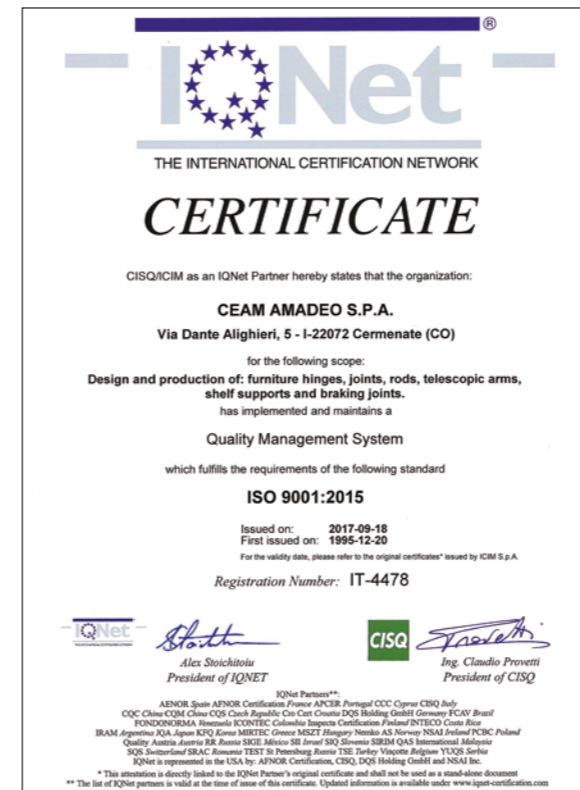 ®
IQNet
THE INTERNATIONAL CERTIFICATION NETWORK
CERTIFICATE
CISQ/ICIM as an IQNet Partner hereby states that the organization:
CEAM AMADEO S.P.A.
Via Dante Alighieri, 5 - I-22072 Cermenate (CO)
for the following scope:
Design and production of: furniture hinges, joints, rods, telescopic arms,
shelf supports and braking joints.
has implemented and maintains a
Quality Management System
which fulfills the requirements of the following standard
ISO 9001:2015
Issued on: 2017-09-18
First issued on: 1995-12-20
For the validity date, please refer to the original certificates* issued by ICIM S.p.A.
Registration Number: IT-4478
IQNet
CISQ
Alex Stoichitoiu
President of IQNET
Ing. Claudio Provetti
President of CISQ
IQNet Partners**:
AENOR Spain AFNOR Certification France APCER Portugal CCC Cyprus CISQ Italy
CQC China CQM China CQS Czech Republic Cro Cert Croatia DQS Holding GmbH Germany FCAV Brazil
FONDONORMA Venezuela ICONTEC Colombia Inspecta Certification Finland INTECO Costa Rica
IRAM Argentina JQA Japan KFQ Korea MIRTEC Greece MSZT Hungary Nemko AS Norway NSAI Ireland PCBC Poland
Quality Austria Austria RR Russia SIGE México SII Israel SIQ Slovenia SIRIM QAS International Malaysia
SQS Switzerland SRAC Romania TEST St Petersburg Russia TSE Turkey Vinçotte Belgium YUQS Serbia
IQNet is represented in the USA by: AFNOR Certification, CISQ, DQS Holding GmbH and NSAI Inc.
* This attestation is directly linked to the IQNet Partner's original certificate and shall not be used as a stand-alone document
** The list of IQNet partners is valid at the time of issue of this certificate. Updated information is available under www.iqnet-certification.com